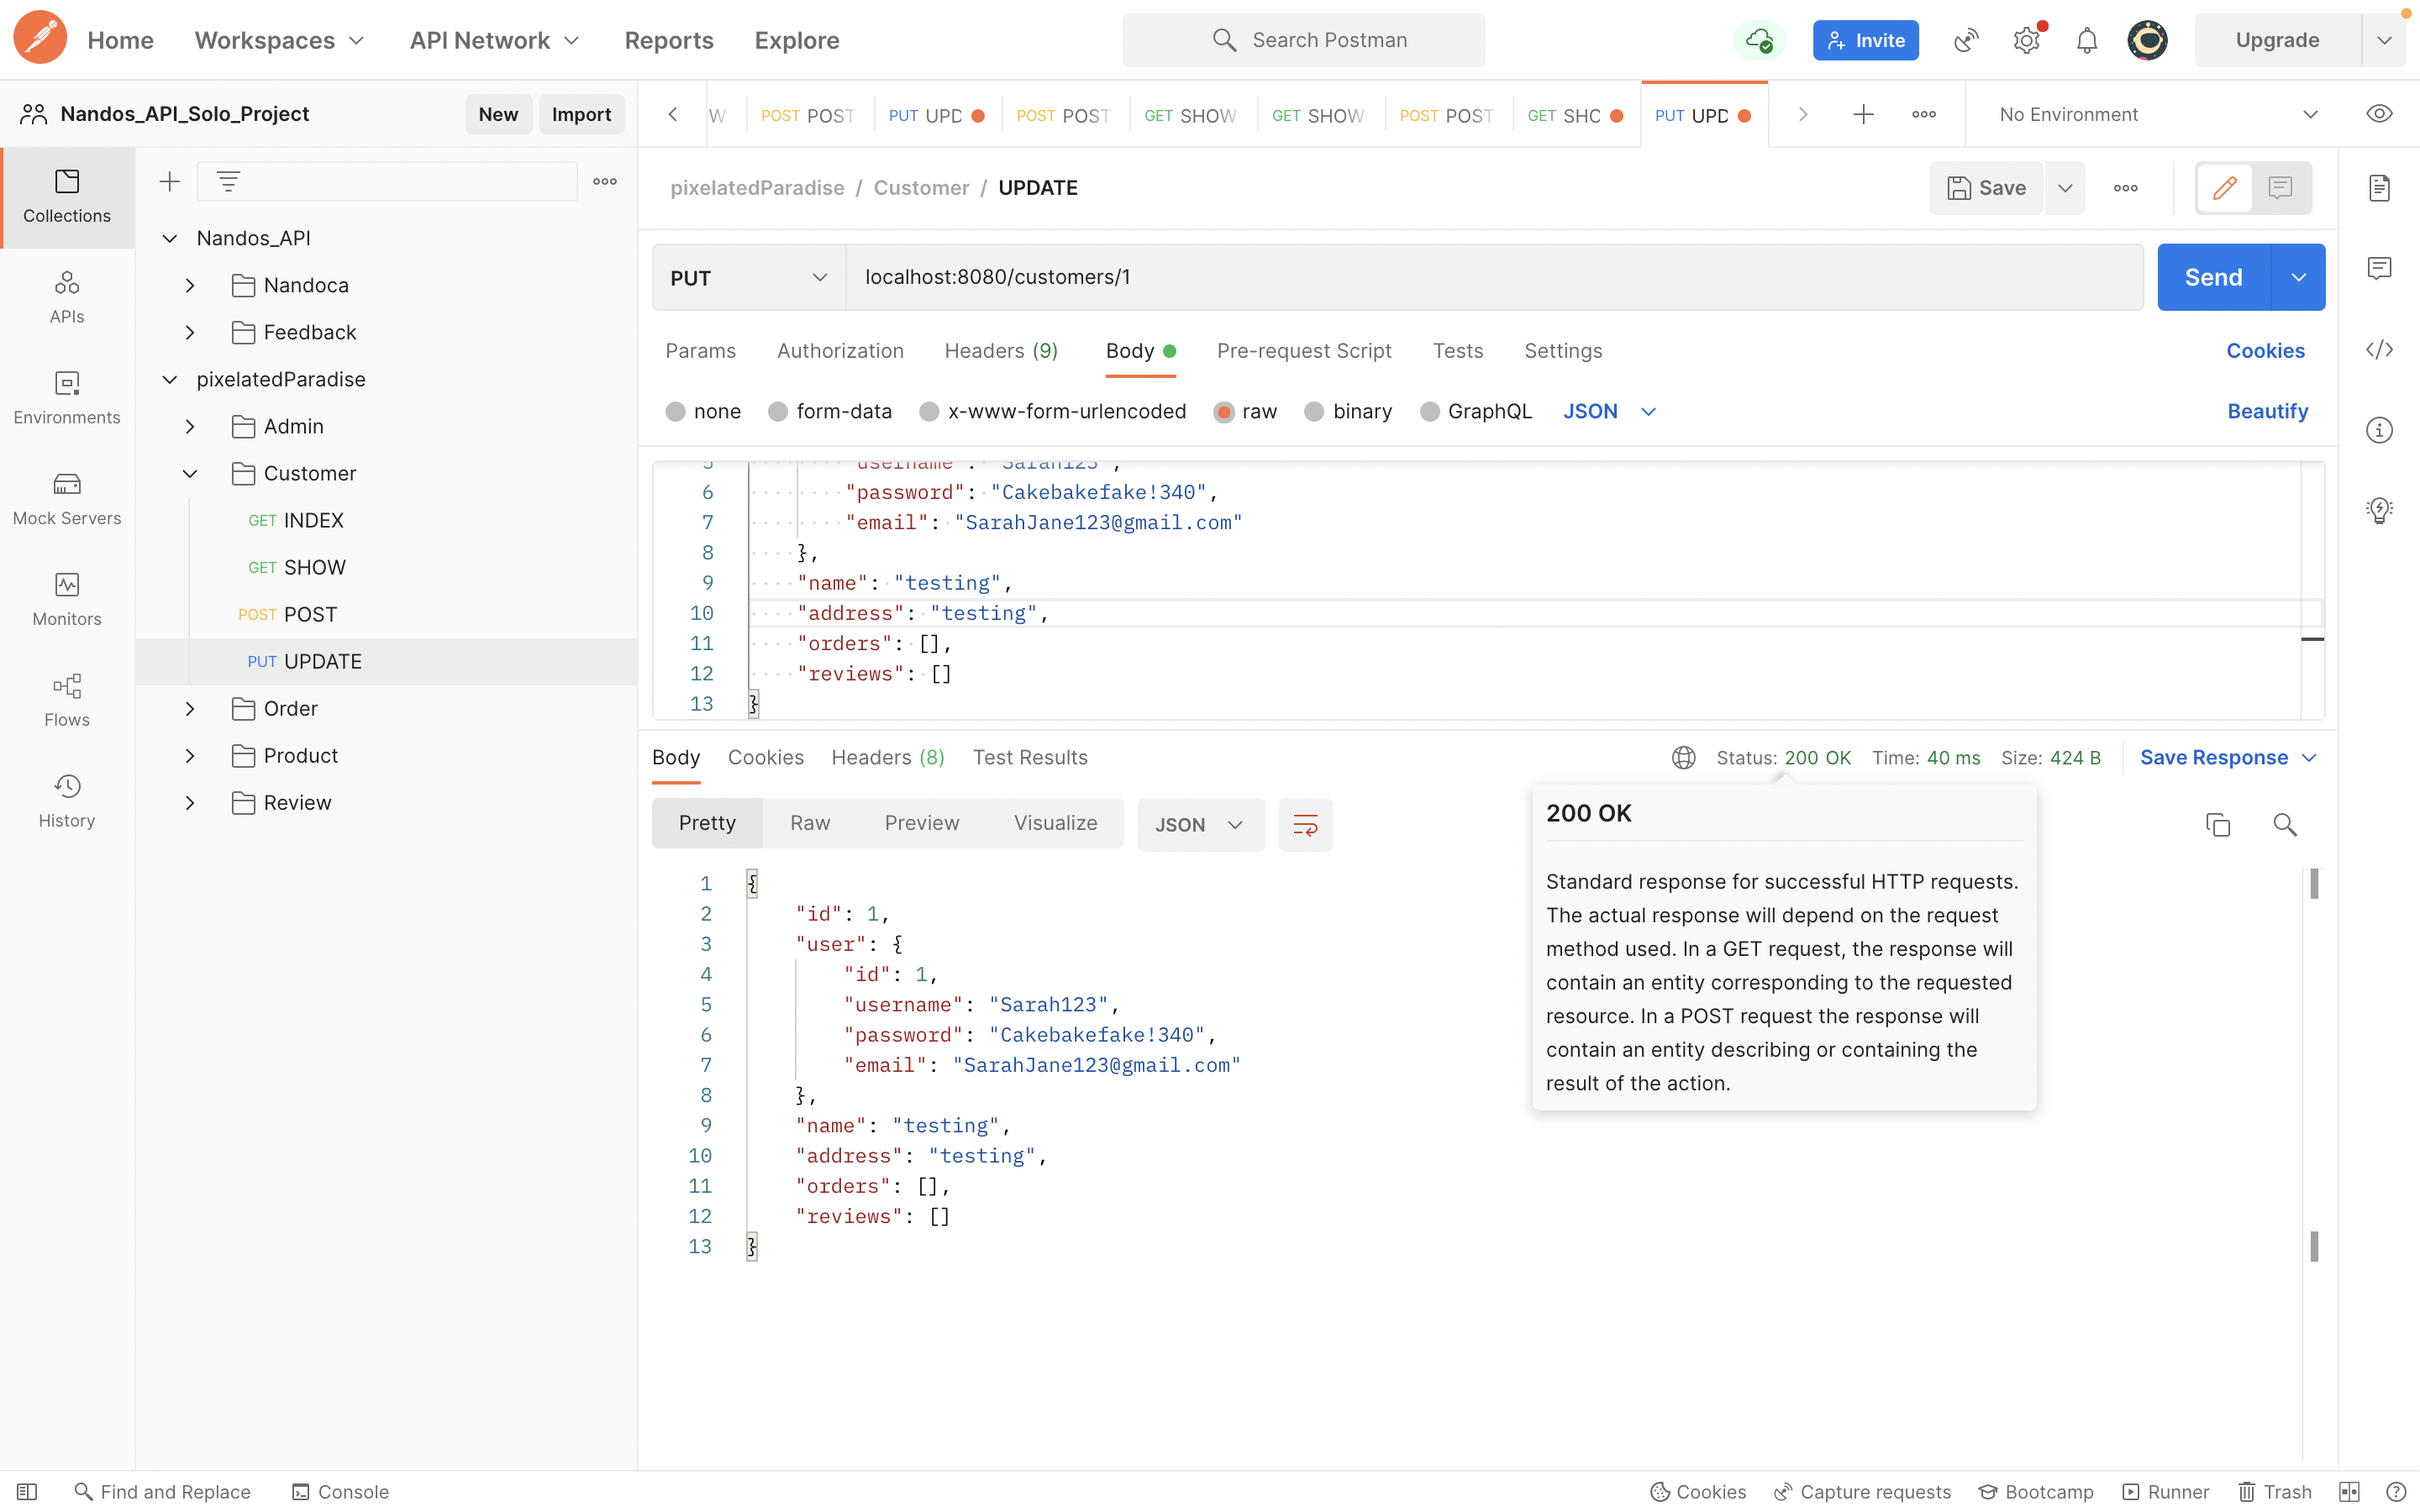 Home Workspaces API Network Reports Explore Search Postman Invite Upgrade
Nandos_API_Solo_Project New Import
W POST POST PUT UPD POST POST GET SHOW GET SHOW POST POST GET SHO PUT UPD No Environment
Collections
APIs
Environments
Mock Servers
Monitors
Flows
History
Nandos_API
Nandoca
Feedback
pixelatedParadise
Admin
Customer
GET INDEX
GET SHOW
POST POST
PUT UPDATE
Order
Product
Review
pixelatedParadise / Customer / UPDATE Save
PUT localhost:8080/customers/1 Send
Params Authorization Headers (9) Body Pre-request Script Tests Settings Cookies
none form-data x-www-form-urlencoded raw binary GraphQL JSON Beautify
5 "username": "Sarah123",
6 "password": "Cakebakefake!340",
7 "email": "SarahJane123@gmail.com"
8 },
9 "name": "testing",
10 "address": "testing",
11 "orders": [],
12 "reviews": []
13 }
Body Cookies Headers (8) Test Results Status: 200 OK Time: 40 ms Size: 424 B Save Response
Pretty Raw Preview Visualize JSON
200 OK
Standard response for successful HTTP requests.
The actual response will depend on the request
method used. In a GET request, the response will
contain an entity corresponding to the requested
resource. In a POST request the response will
contain an entity describing or containing the
result of the action.
1 {
2 "id": 1,
3 "user": {
4 "id": 1,
5 "username": "Sarah123",
6 "password": "Cakebakefake!340",
7 "email": "SarahJane123@gmail.com"
8 },
9 "name": "testing",
10 "address": "testing",
11 "orders": [],
12 "reviews": []
13 }
Find and Replace Console Cookies Capture requests Bootcamp Runner Trash